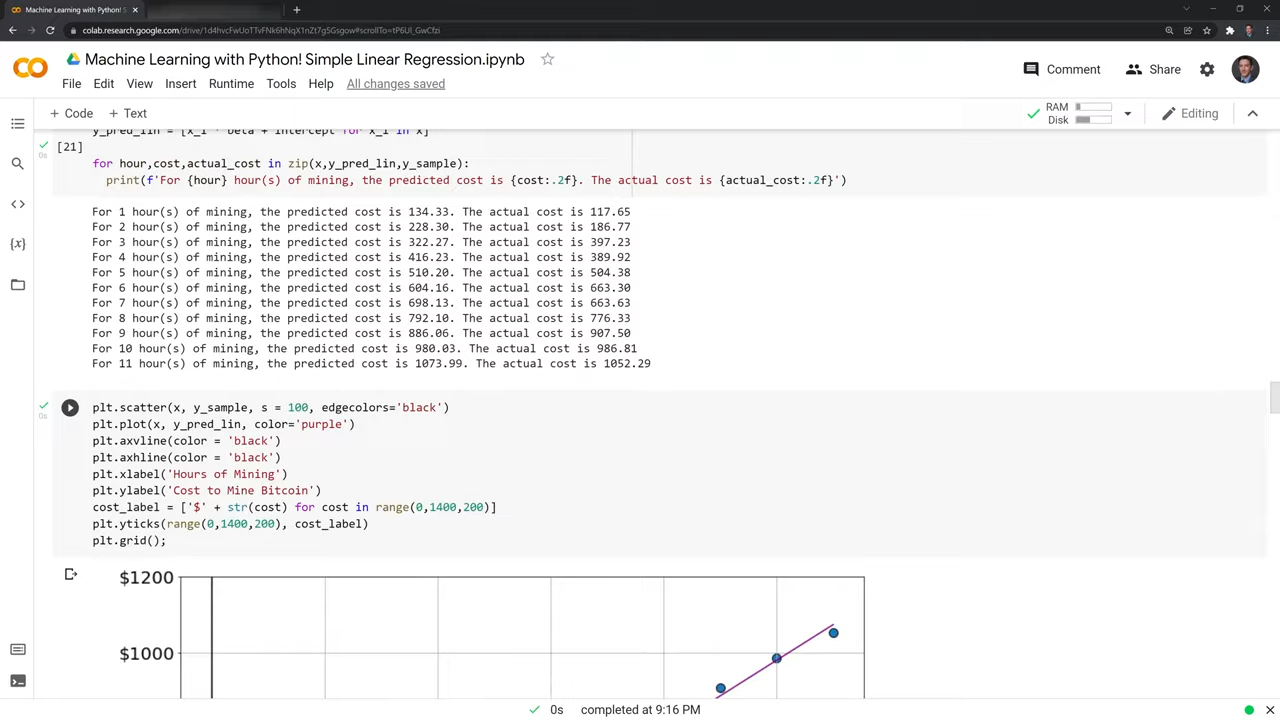 Machine Learning with Python! S
colab.research.google.com/drive/1d4hvcFwUoTTvFNk6hNqX1nZt7g5Gsgow#scrollTo=tP6Ul_GwCfzi
Machine Learning with Python! Simple Linear Regression.ipynb
Comment
Share
File Edit View Insert Runtime Tools Help All changes saved
+ Code + Text
RAM
Disk
Editing
y_pred_lin = [x_i * beta + intercept for x_i in x]
[21]
0s
for hour,cost,actual_cost in zip(x,y_pred_lin,y_sample):
print(f'For {hour} hour(s) of mining, the predicted cost is {cost:.2f}. The actual cost is {actual_cost:.2f}')
For 1 hour(s) of mining, the predicted cost is 134.33. The actual cost is 117.65
For 2 hour(s) of mining, the predicted cost is 228.30. The actual cost is 186.77
For 3 hour(s) of mining, the predicted cost is 322.27. The actual cost is 397.23
For 4 hour(s) of mining, the predicted cost is 416.23. The actual cost is 389.92
For 5 hour(s) of mining, the predicted cost is 510.20. The actual cost is 504.38
For 6 hour(s) of mining, the predicted cost is 604.16. The actual cost is 663.30
For 7 hour(s) of mining, the predicted cost is 698.13. The actual cost is 663.63
For 8 hour(s) of mining, the predicted cost is 792.10. The actual cost is 776.33
For 9 hour(s) of mining, the predicted cost is 886.06. The actual cost is 907.50
For 10 hour(s) of mining, the predicted cost is 980.03. The actual cost is 986.81
For 11 hour(s) of mining, the predicted cost is 1073.99. The actual cost is 1052.29
0s
plt.scatter(x, y_sample, s = 100, edgecolors='black')
plt.plot(x, y_pred_lin, color='purple')
plt.axvline(color = 'black')
plt.axhline(color = 'black')
plt.xlabel('Hours of Mining')
plt.ylabel('Cost to Mine Bitcoin')
cost_label = ['$' + str(cost) for cost in range(0,1400,200)]
plt.yticks(range(0,1400,200), cost_label)
plt.grid();
$1200
$1000
0s completed at 9:16 PM